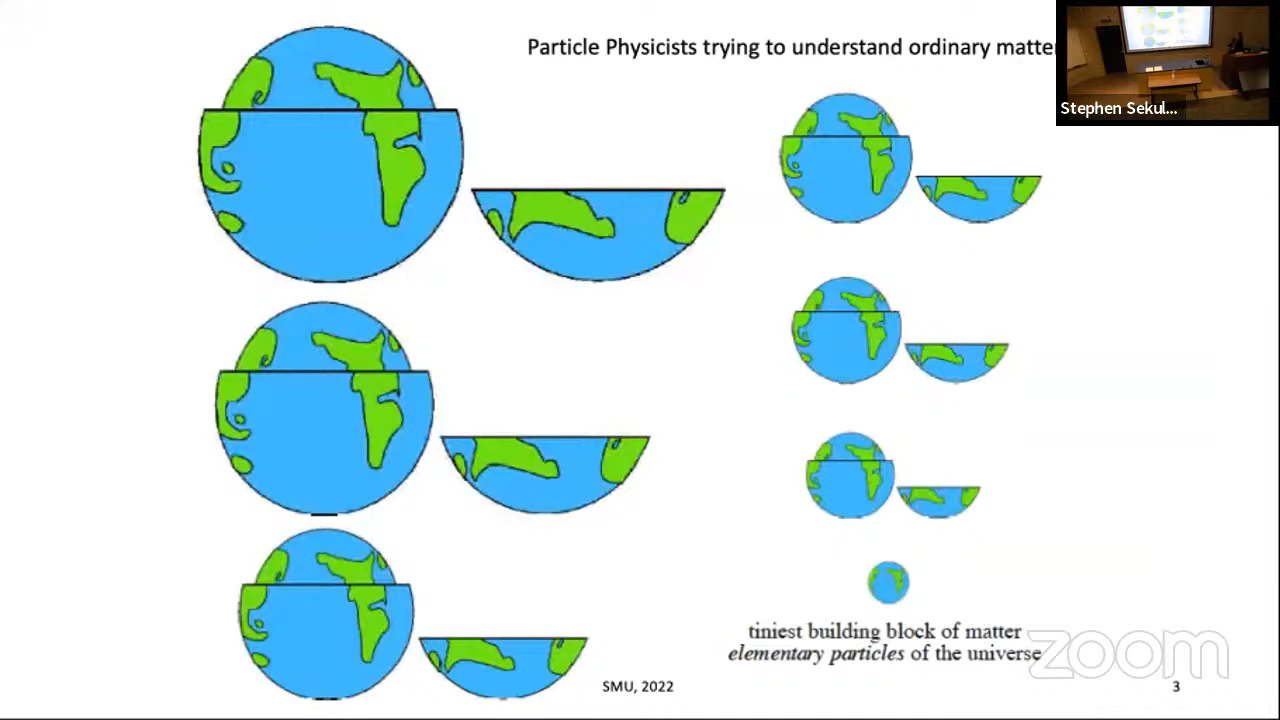 Particle Physicists trying to understand ordinary matter
Stephen Sekul...
tiniest building block of matter
elementary particles of the universe
zoom
SMU, 2022
3